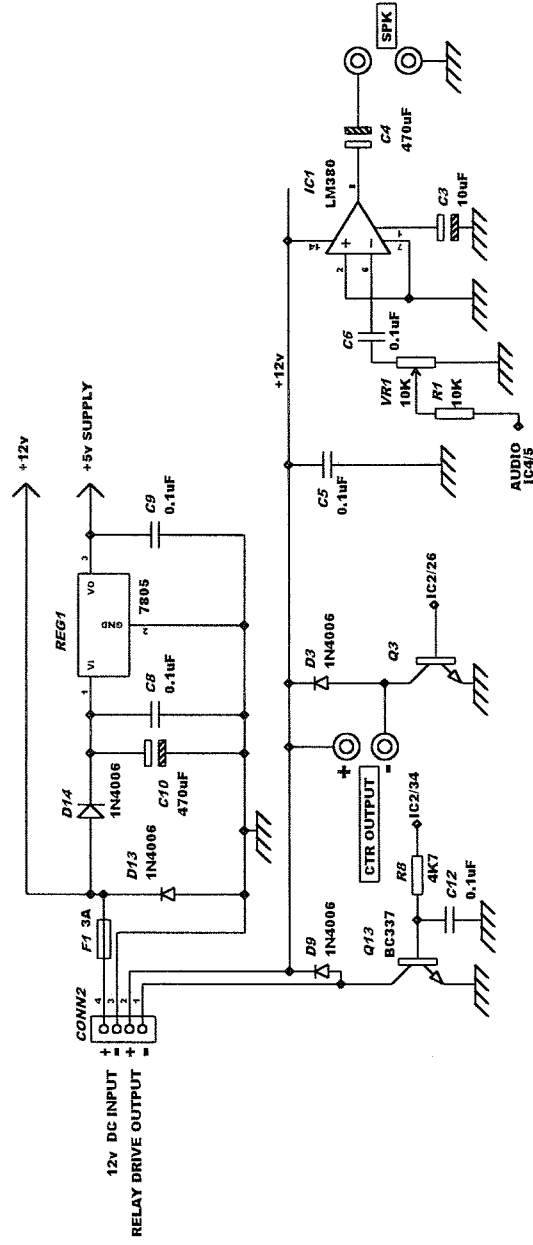 +12v
+5v SUPPLY
REG1
VI
VO
GND
1
3
2
7805
C9
0.1uF
C8
0.1uF
C10
470uF
D14
1N4006
D13
1N4006
F1 3A
CONN2
4
3
2
1
+
-
+
-
12v DC INPUT
RELAY DRIVE OUTPUT
D9
1N4006
Q13
BC337
R8
4K7
IC2/34
C12
0.1uF
CTR OUTPUT
+
-
D3
1N4006
Q3
IC2/26
+12v
C5
0.1uF
C6
0.1uF
VR1
10K
R1
10K
AUDIO
IC4/5
IC1
LM380
14
2
6
+
-
7
1
8
C3
10uF
C4
470uF
SPK